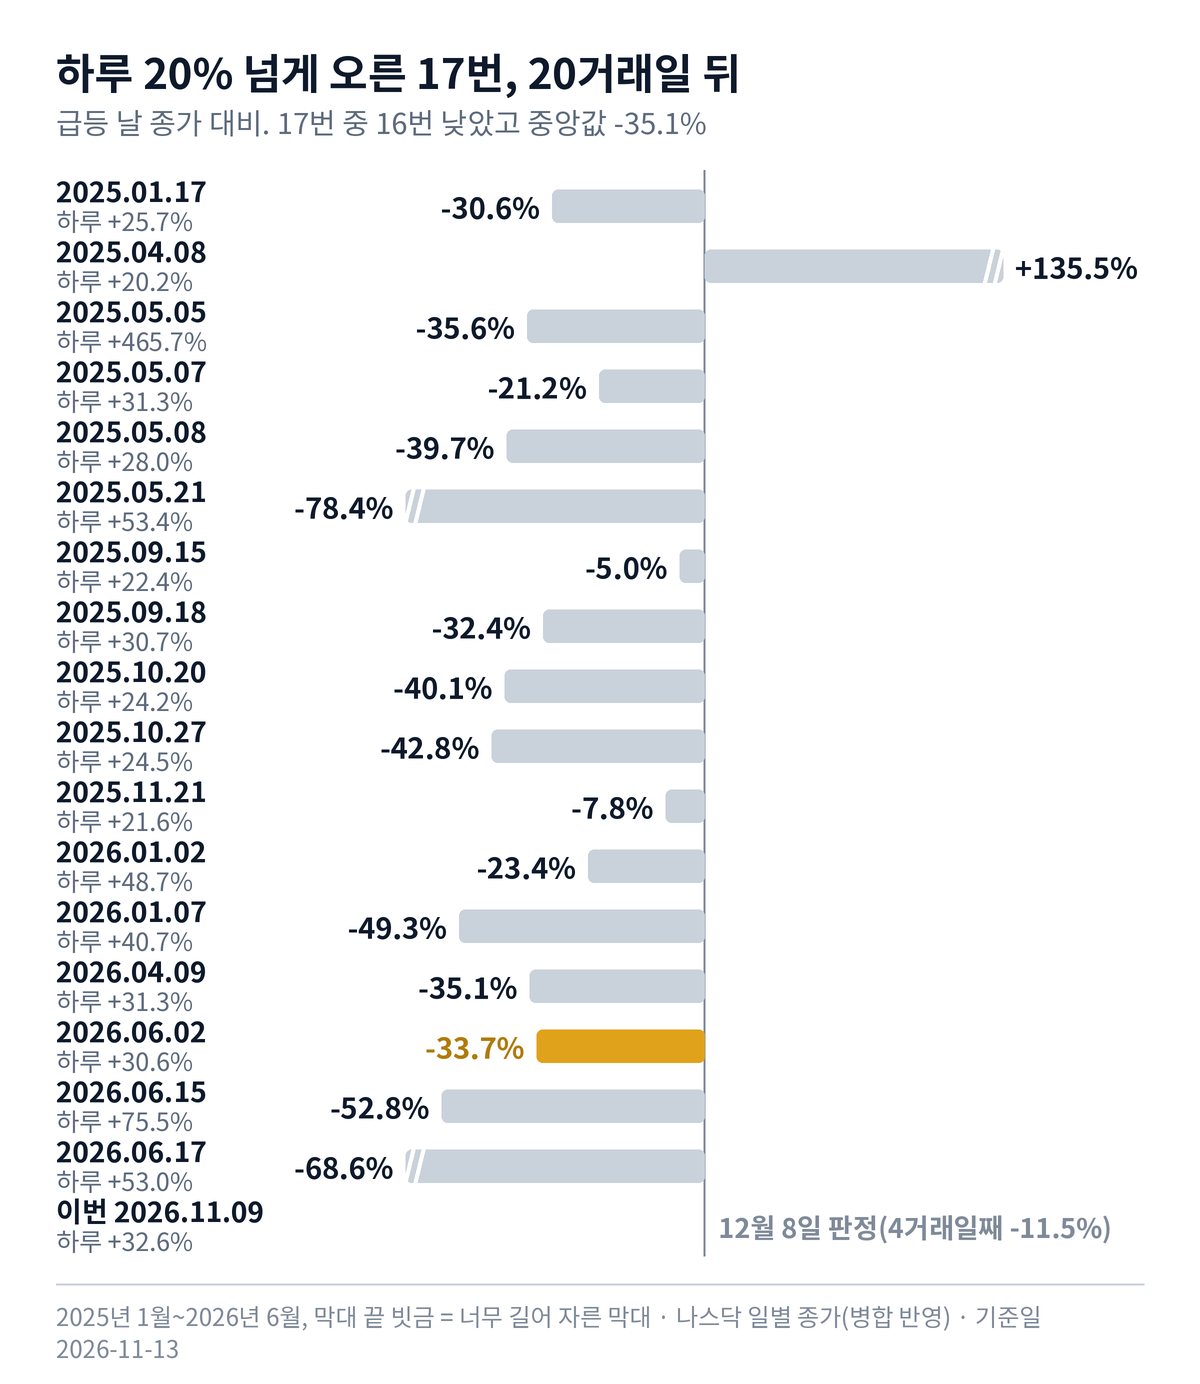 하루 20% 넘게 오른 17번, 20거래일 뒤
급등 날 종가 대비. 17번 중 16번 낮았고 중앙값 -35.1%
2025.01.17
하루 +25.7%
-30.6%
2025.04.08
하루 +20.2%
+135.5%
2025.05.05
하루 +465.7%
-35.6%
2025.05.07
하루 +31.3%
-21.2%
2025.05.08
하루 +28.0%
-39.7%
2025.05.21
하루 +53.4%
-78.4%
2025.09.15
하루 +22.4%
-5.0%
2025.09.18
하루 +30.7%
-32.4%
2025.10.20
하루 +24.2%
-40.1%
2025.10.27
하루 +24.5%
-42.8%
2025.11.21
하루 +21.6%
-7.8%
2026.01.02
하루 +48.7%
-23.4%
2026.01.07
하루 +40.7%
-49.3%
2026.04.09
하루 +31.3%
-35.1%
2026.06.02
하루 +30.6%
-33.7%
2026.06.15
하루 +75.5%
-52.8%
2026.06.17
하루 +53.0%
-68.6%
이번 2026.11.09
하루 +32.6%
12월 8일 판정(4거래일째 -11.5%)
2025년 1월~2026년 6월, 막대 끝 빗금 = 너무 길어 자른 막대 · 나스닥 일별 종가(병합 반영) · 기준일
2026-11-13